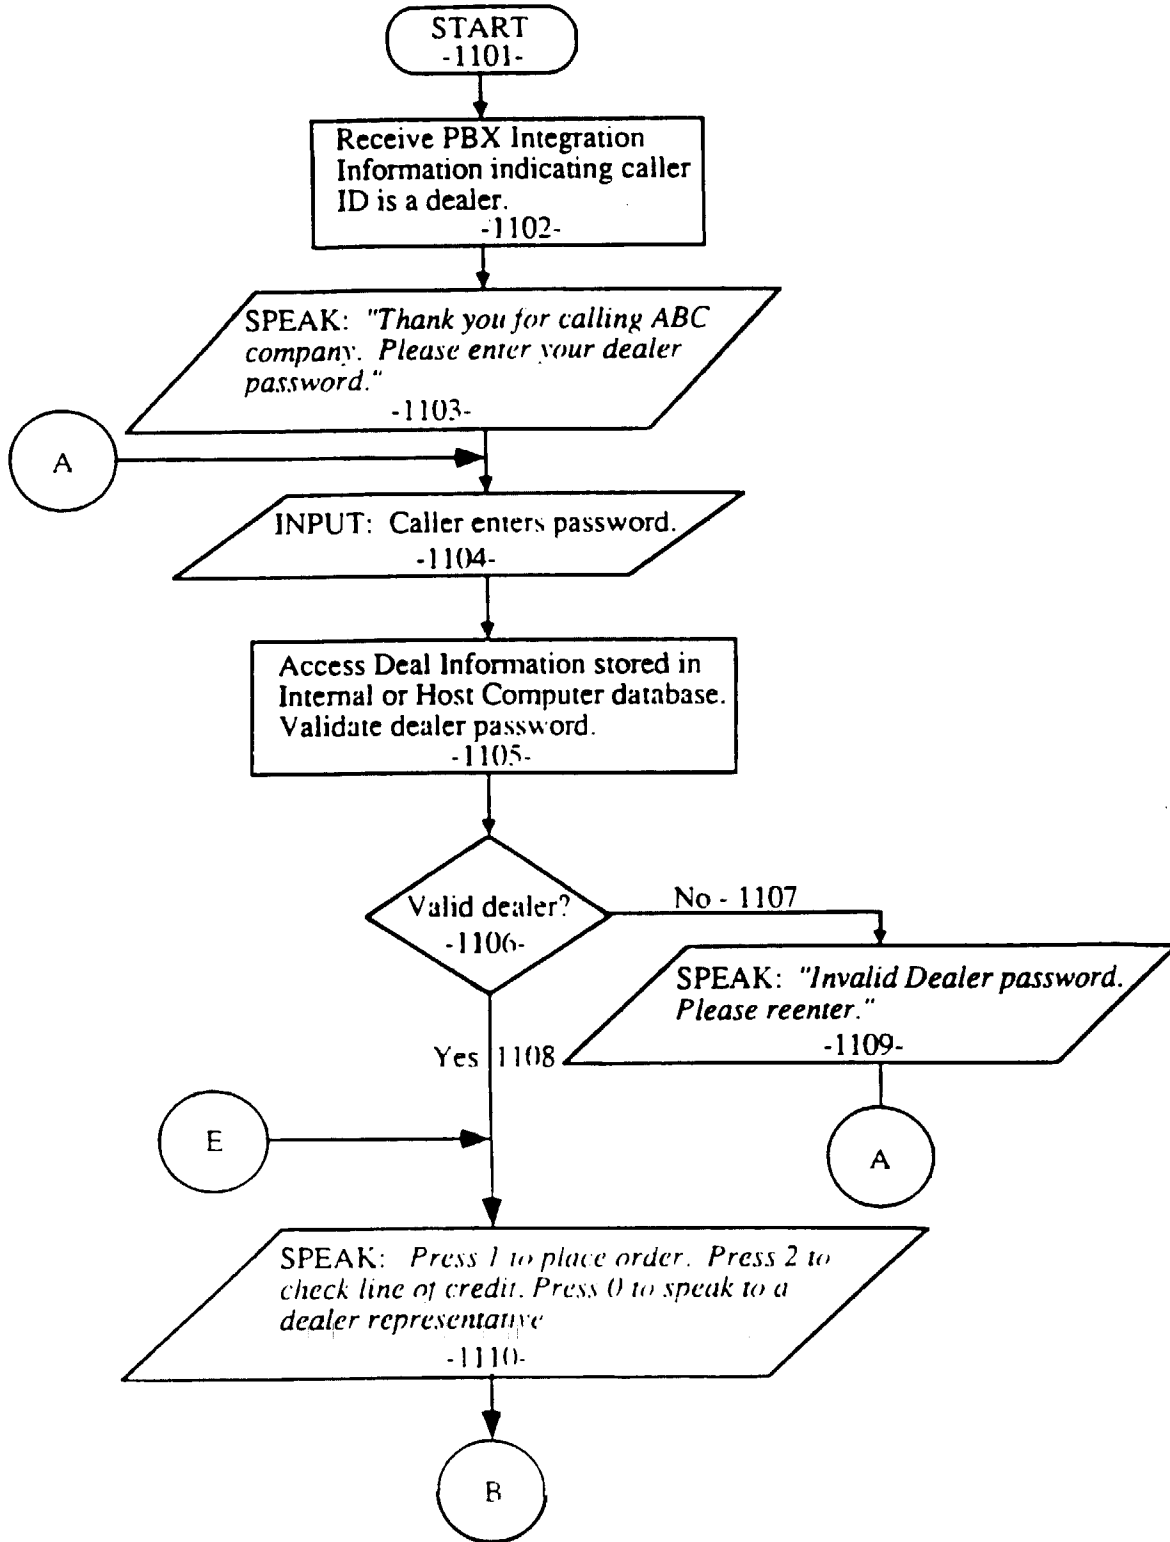 START
-1101-
Receive PBX Integration
Information indicating caller
ID is a dealer.
-1102-
SPEAK: "Thank you for calling ABC
company. Please enter your dealer
password."
-1103-
A
INPUT: Caller enters password.
-1104-
Access Deal Information stored in
Internal or Host Computer database.
Validate dealer password.
-1105-
Valid dealer?
-1106-
No - 1107
SPEAK: "Invalid Dealer password.
Please reenter."
-1109-
Yes 1108
E
A
SPEAK: Press 1 to place order. Press 2 to
check line of credit. Press 0 to speak to a
dealer representative
-1110-
B